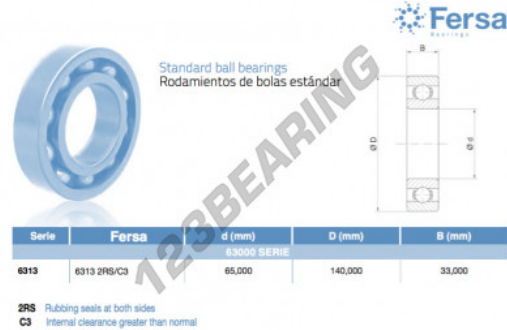 Fersa
Bearings
Standard ball bearings
Rodamientos de bolas estándar
B
Ø D
Ø d
123BEARING
Serie Fersa d (mm) D (mm) B (mm)
63000 SERIE
6313 6313 2RS/C3 65,000 140,000 33,000
2RS Rubbing seals at both sides
C3 Internal clearance greater than normal